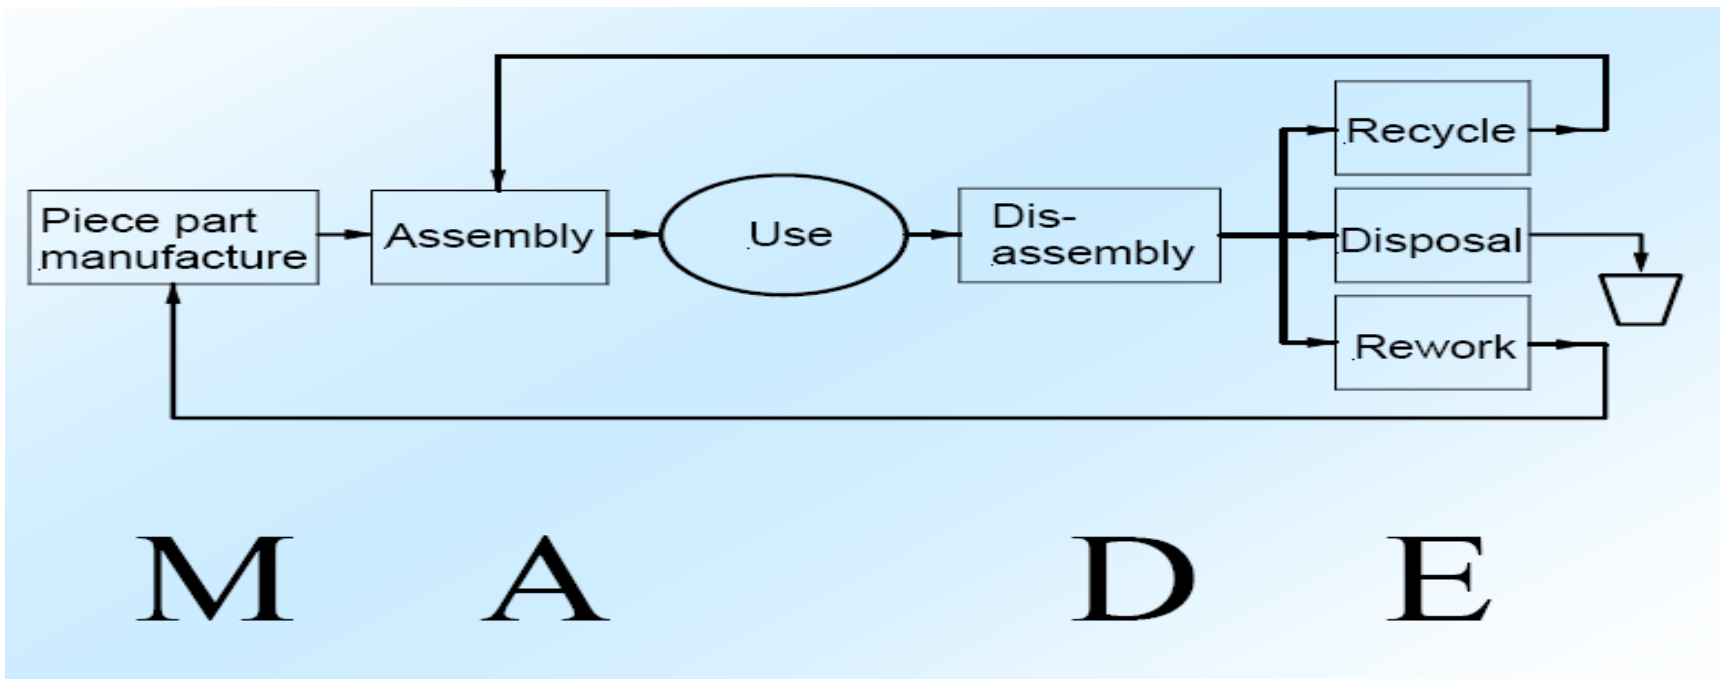 Piece part
manufacture
Assembly
Use
Dis-
assembly
Recycle
Disposal
Rework
M A D E